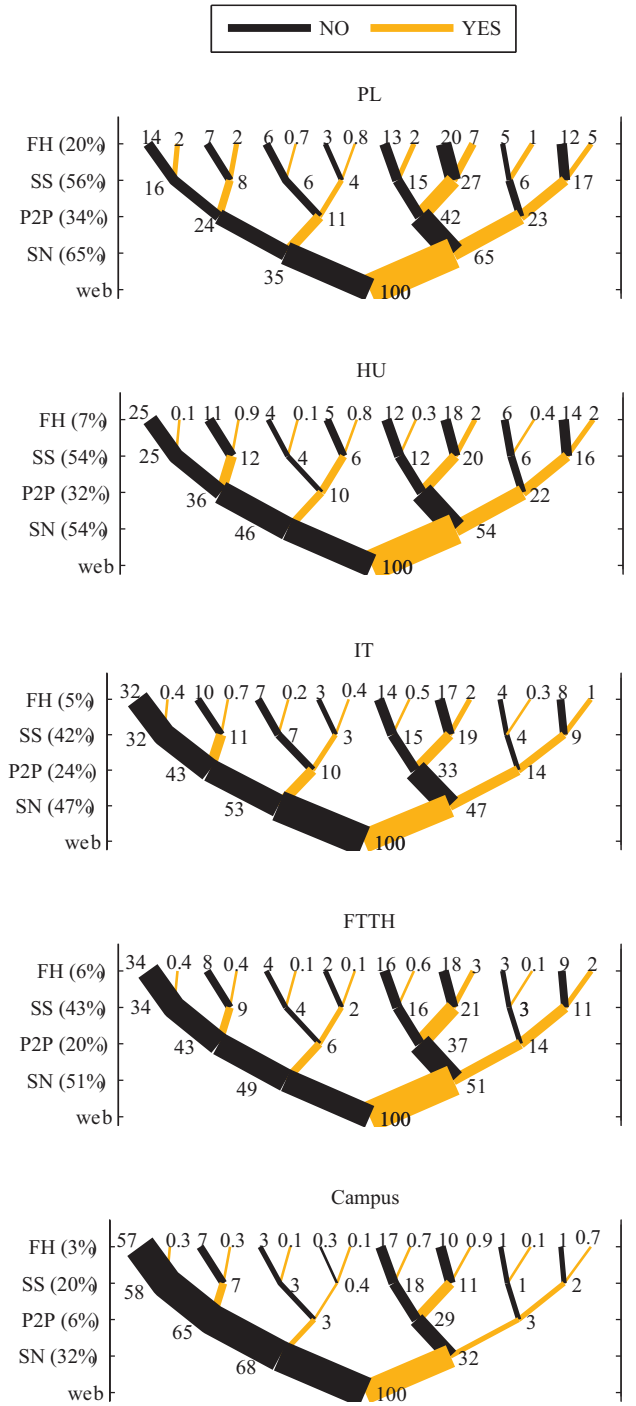 NO YES
PL
FH (20%) 14 2 7 2 6 0.7 3 0.8 13 2 20 7 5 1 12 5
SS (56%) 16 8 6 4 15 27 6 17
P2P (34%) 24 11 42 23
SN (65%) 35 65
web 100
HU
FH (7%) 25 0.1 11 0.9 4 0.1 5 0.8 12 0.3 18 2 6 0.4 14 2
SS (54%) 25 12 4 6 12 20 6 16
P2P (32%) 36 10 22
SN (54%) 46 54
web 100
IT
FH (5%) 32 0.4 10 0.7 7 0.2 3 0.4 14 0.5 17 2 4 0.3 8 1
SS (42%) 32 11 7 3 15 19 4 9
P2P (24%) 43 10 33 14
SN (47%) 53 47
web 100
FTTH
FH (6%) 34 0.4 8 0.4 4 0.1 2 0.1 16 0.6 18 3 3 0.1 9 2
SS (43%) 34 9 4 2 16 21 3 11
P2P (20%) 43 6 37 14
SN (51%) 49 51
web 100
Campus
FH (3%) 57 0.3 7 0.3 3 0.1 0.3 0.1 17 0.7 10 0.9 1 0.1 1 0.7
SS (20%) 58 7 3 0.4 18 11 1 2
P2P (6%) 65 3 29 3
SN (32%) 68 32
web 100